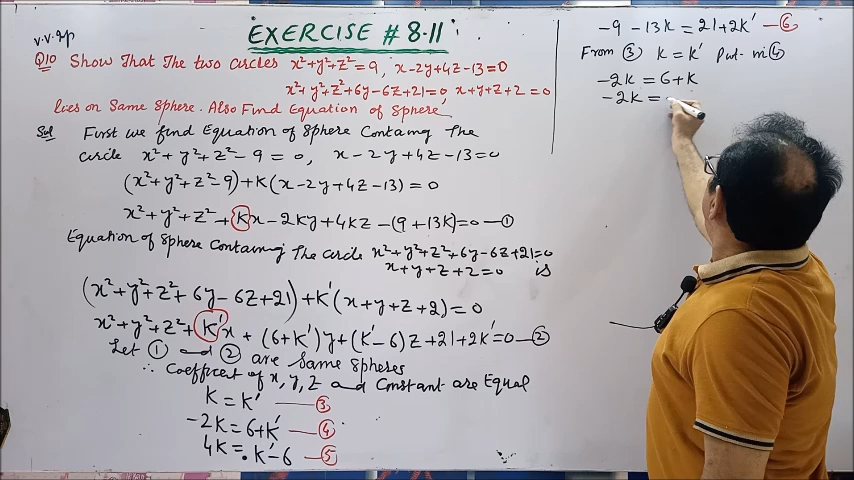 v.v.Jp
EXERCISE # 8.11
Q10 Show That The two circles x²+y²+z²=9, x-2y+4z-13=0
x²+y²+z²+6y-6z+21=0 x+y+z+2=0
lies on Same Sphere. Also Find Equation of Sphere
Sol First we find Equation of Sphere Containg The
circle x²+y²+z²-9=0, x-2y+4z-13=0
(x²+y²+z²-9)+K(x-2y+4z-13)=0
x²+y²+z²+Kx-2Ky+4Kz-(9+13K)=0—①
Equation of Sphere Containing The circle x²+y²+z²+6y-6z+21=0
x+y+z+2=0 is
(x²+y²+z²+6y-6z+21)+K'(x+y+z+2)=0
x²+y²+z²+K'x+(6+K')y+(K'-6)z+21+2K'=0—②
Let ① and ② are Same Spheres
∴ Coefficent of x, y, z and Constant are Equal
K=K' —③
-2K=6+K' —④
4K=K'-6 —⑤
-9-13K=21+2K' —⑥
From ③ K=K' Put in ④
-2K=6+K
-2K=